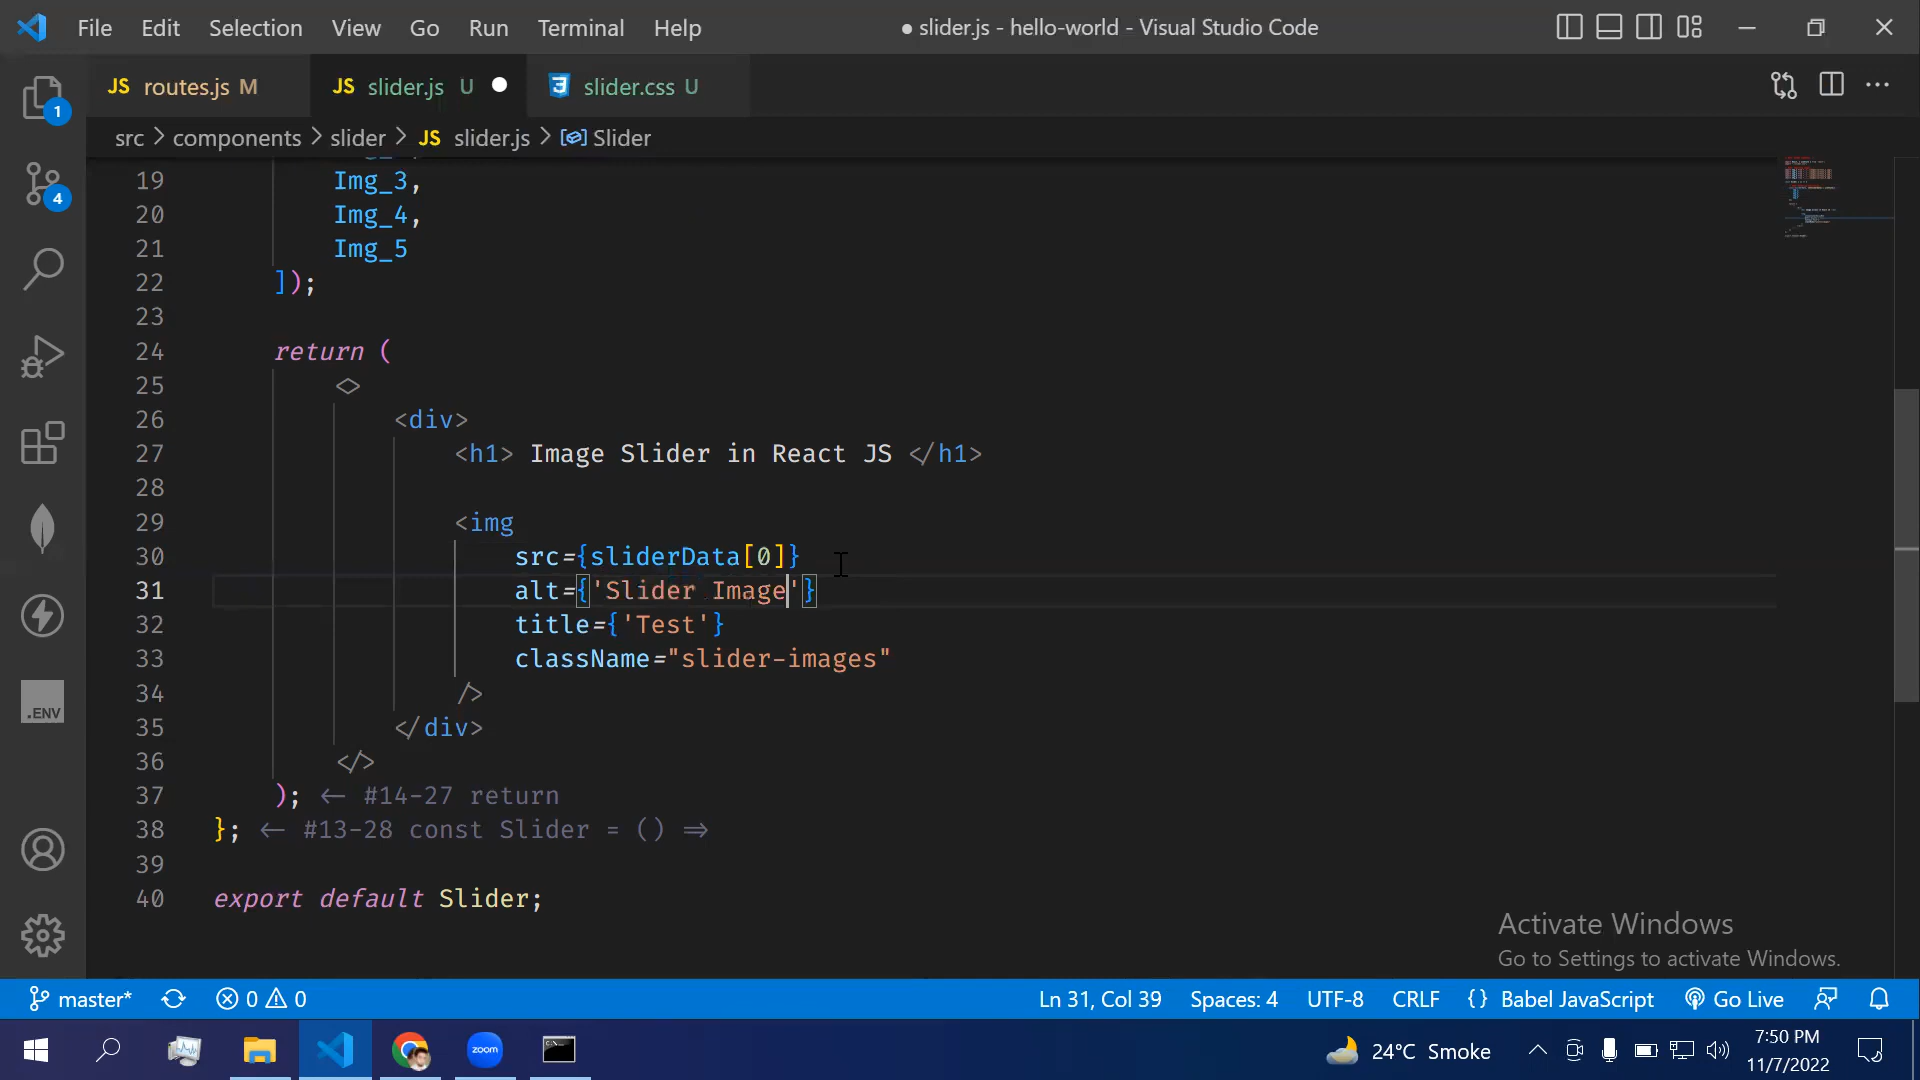 File Edit Selection View Go Run Terminal Help
● slider.js - hello-world - Visual Studio Code
JS routes.js M
JS slider.js U
slider.css U
src > components > slider > JS slider.js > Slider
1
4
.ENV
19 Img_3,
20 Img_4,
21 Img_5
22 ]);
23
24 return (
25 <>
26 <div>
27 <h1> Image Slider in React JS </h1>
28
29 <img
30 src={sliderData[0]}
31 alt={'Slider Image'}
32 title={'Test'}
33 className="slider-images"
34 />
35 </div>
36 </>
37 ); <- #14-27 return
38 }; <- #13-28 const Slider = () =>
39
40 export default Slider;
Activate Windows
Go to Settings to activate Windows.
master* 0 0 Ln 31, Col 39 Spaces: 4 UTF-8 CRLF {} Babel JavaScript Go Live
zoom
24°C Smoke
7:50 PM
11/7/2022